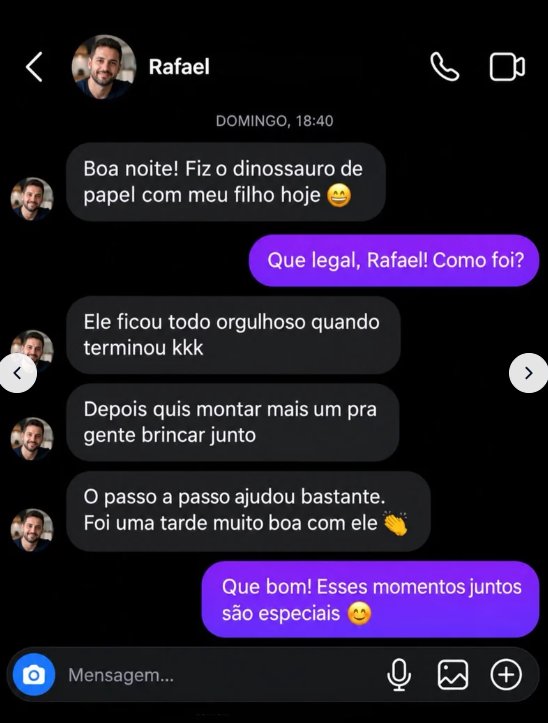 Rafael
DOMINGO, 18:40
Boa noite! Fiz o dinossauro de
papel com meu filho hoje 😄
Que legal, Rafael! Como foi?
Ele ficou todo orgulhoso quando
terminou kkk
Depois quis montar mais um pra
gente brincar junto
O passo a passo ajudou bastante.
Foi uma tarde muito boa com ele 👏
Que bom! Esses momentos juntos
são especiais 😊
Mensagem...